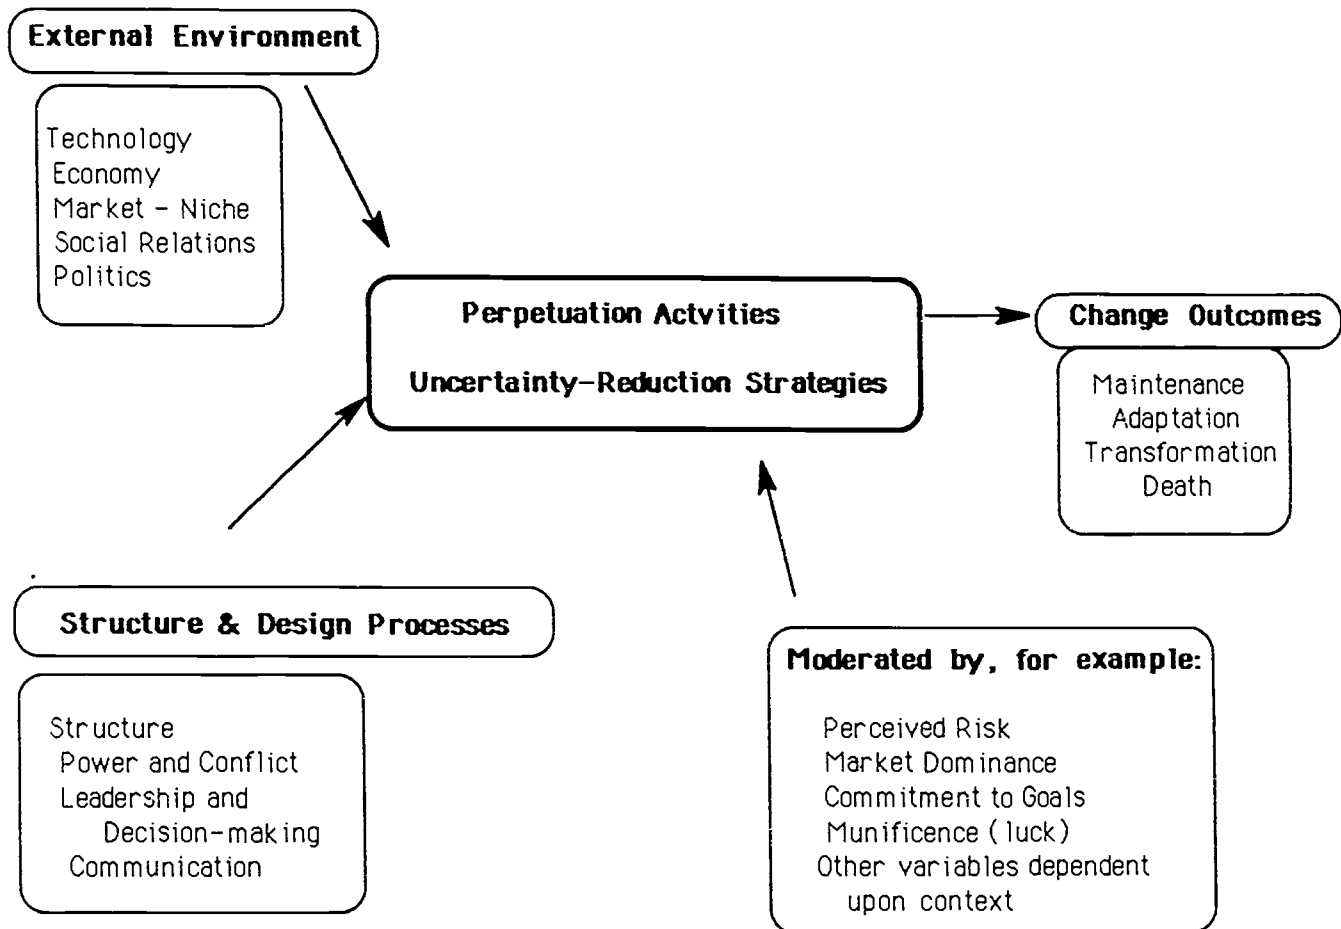 External Environment
Technology
Economy
Market - Niche
Social Relations
Politics
Perpetuation Actvities
Uncertainty-Reduction Strategies
Change Outcomes
Maintenance
Adaptation
Transformation
Death
Structure & Design Processes
Structure
Power and Conflict
Leadership and
Decision-making
Communication
Moderated by, for example:
Perceived Risk
Market Dominance
Commitment to Goals
Munificence (luck)
Other variables dependent
upon context